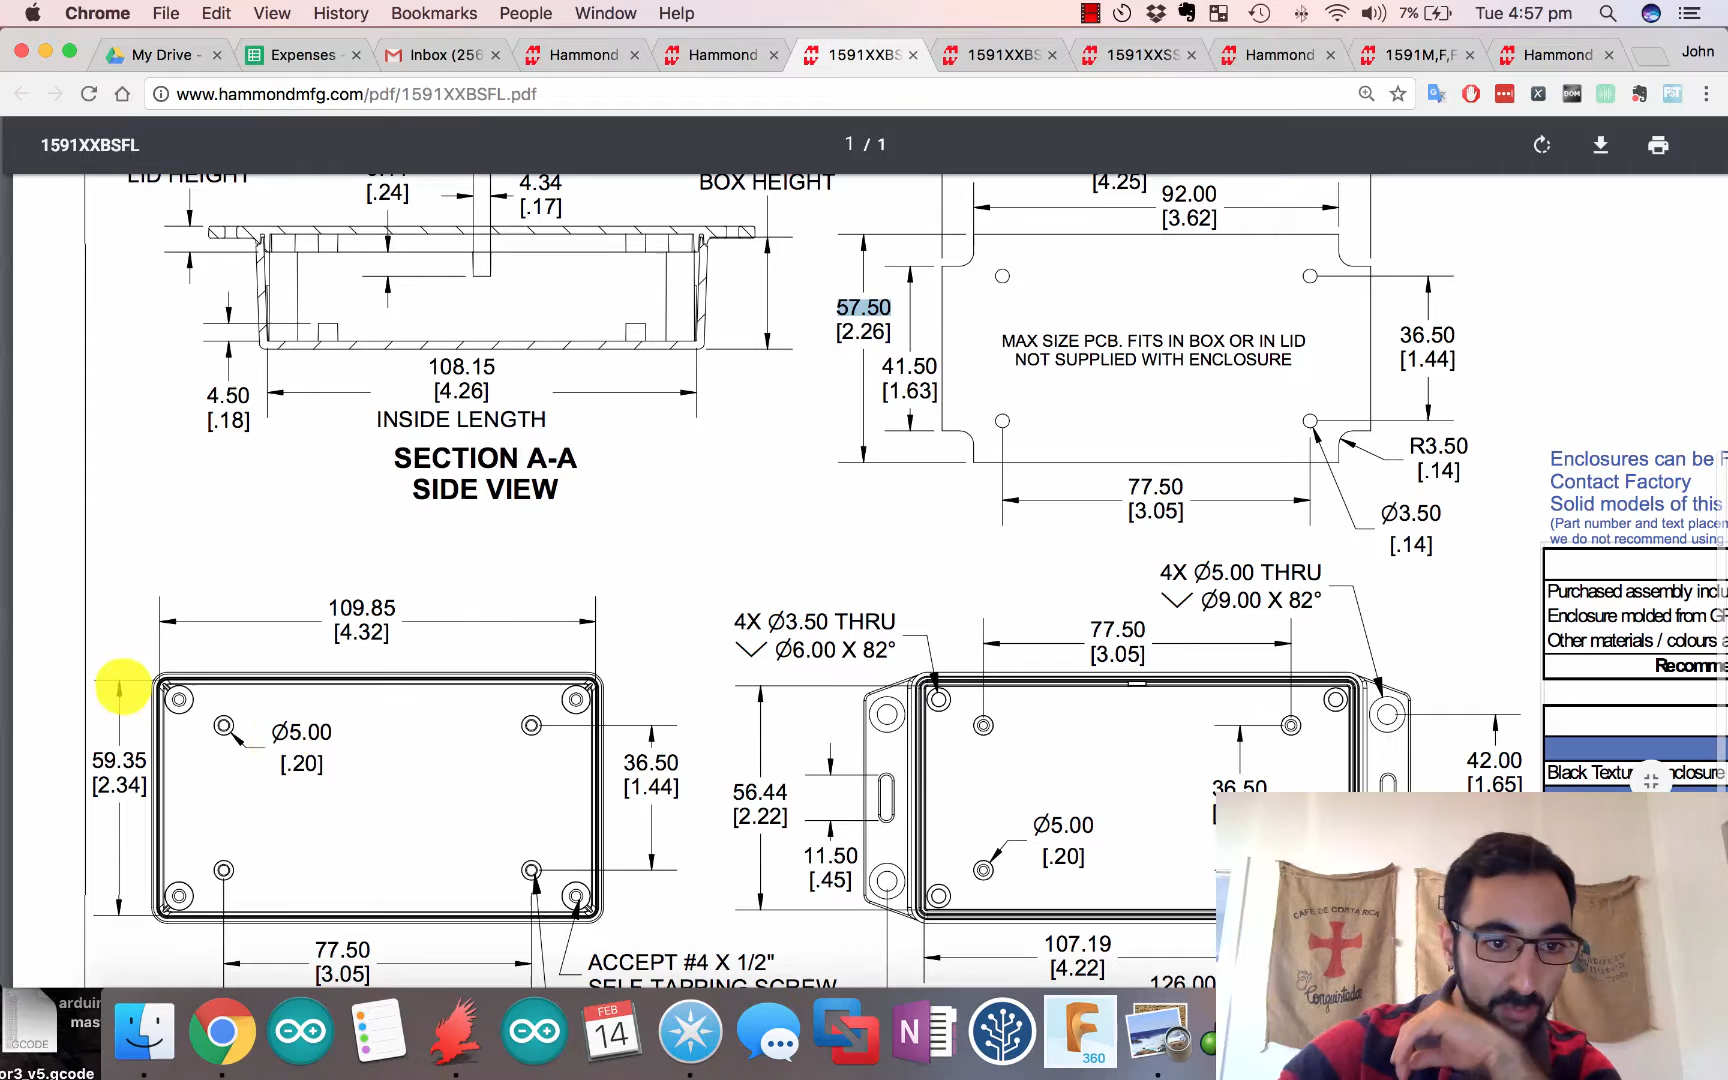 Chrome File Edit View History Bookmarks People Window Help
7% Tue 4:57 pm
My Drive - Expenses - Inbox (256 Hammond Hammond 1591XXBS 1591XXBS 1591XXSS Hammond 1591M,F,F Hammond John
www.hammondmfg.com/pdf/1591XXBSFL.pdf
1591XXBSFL
1 / 1
LID HEIGHT
[.24]
4.34
[.17]
BOX HEIGHT
[4.25]
92.00
[3.62]
57.50
[2.26]
41.50
[1.63]
MAX SIZE PCB. FITS IN BOX OR IN LID
NOT SUPPLIED WITH ENCLOSURE
36.50
[1.44]
108.15
[4.26]
INSIDE LENGTH
4.50
[.18]
SECTION A-A
SIDE VIEW
R3.50
[.14]
77.50
[3.05]
Ø3.50
[.14]
Enclosures can be
Contact Factory
Solid models of this
(Part number and text
we do not recommend using
Purchased assembly
Enclosure molded from
Other materials / colours
Black
109.85
[4.32]
59.35
[2.34]
Ø5.00
[.20]
36.50
[1.44]
77.50
[3.05]
ACCEPT #4 X 1/2"
SELF TAPPING SCREW
4X Ø3.50 THRU
Ø6.00 X 82°
4X Ø5.00 THRU
Ø9.00 X 82°
77.50
[3.05]
56.44
[2.22]
11.50
[.45]
Ø5.00
[.20]
36.50
42.00
[1.65]
107.19
[4.22]
126.00
CAFE DE COSTA RICA
El Conquistador
GCODE
or3_v5.gcode
FEB
14
N
360